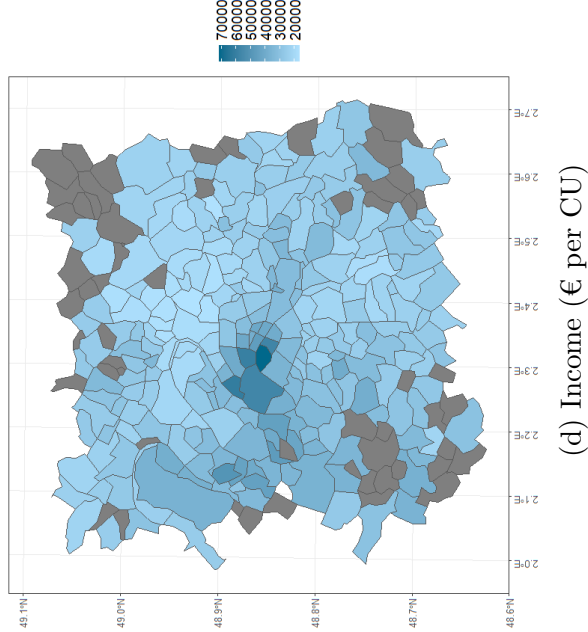 70000
60000
50000
40000
30000
20000
49.1°N
49.0°N
48.9°N
48.8°N
48.7°N
48.6°N
2.0°E
2.1°E
2.2°E
2.3°E
2.4°E
2.5°E
2.6°E
2.7°E
(d) Income (€ per CU)